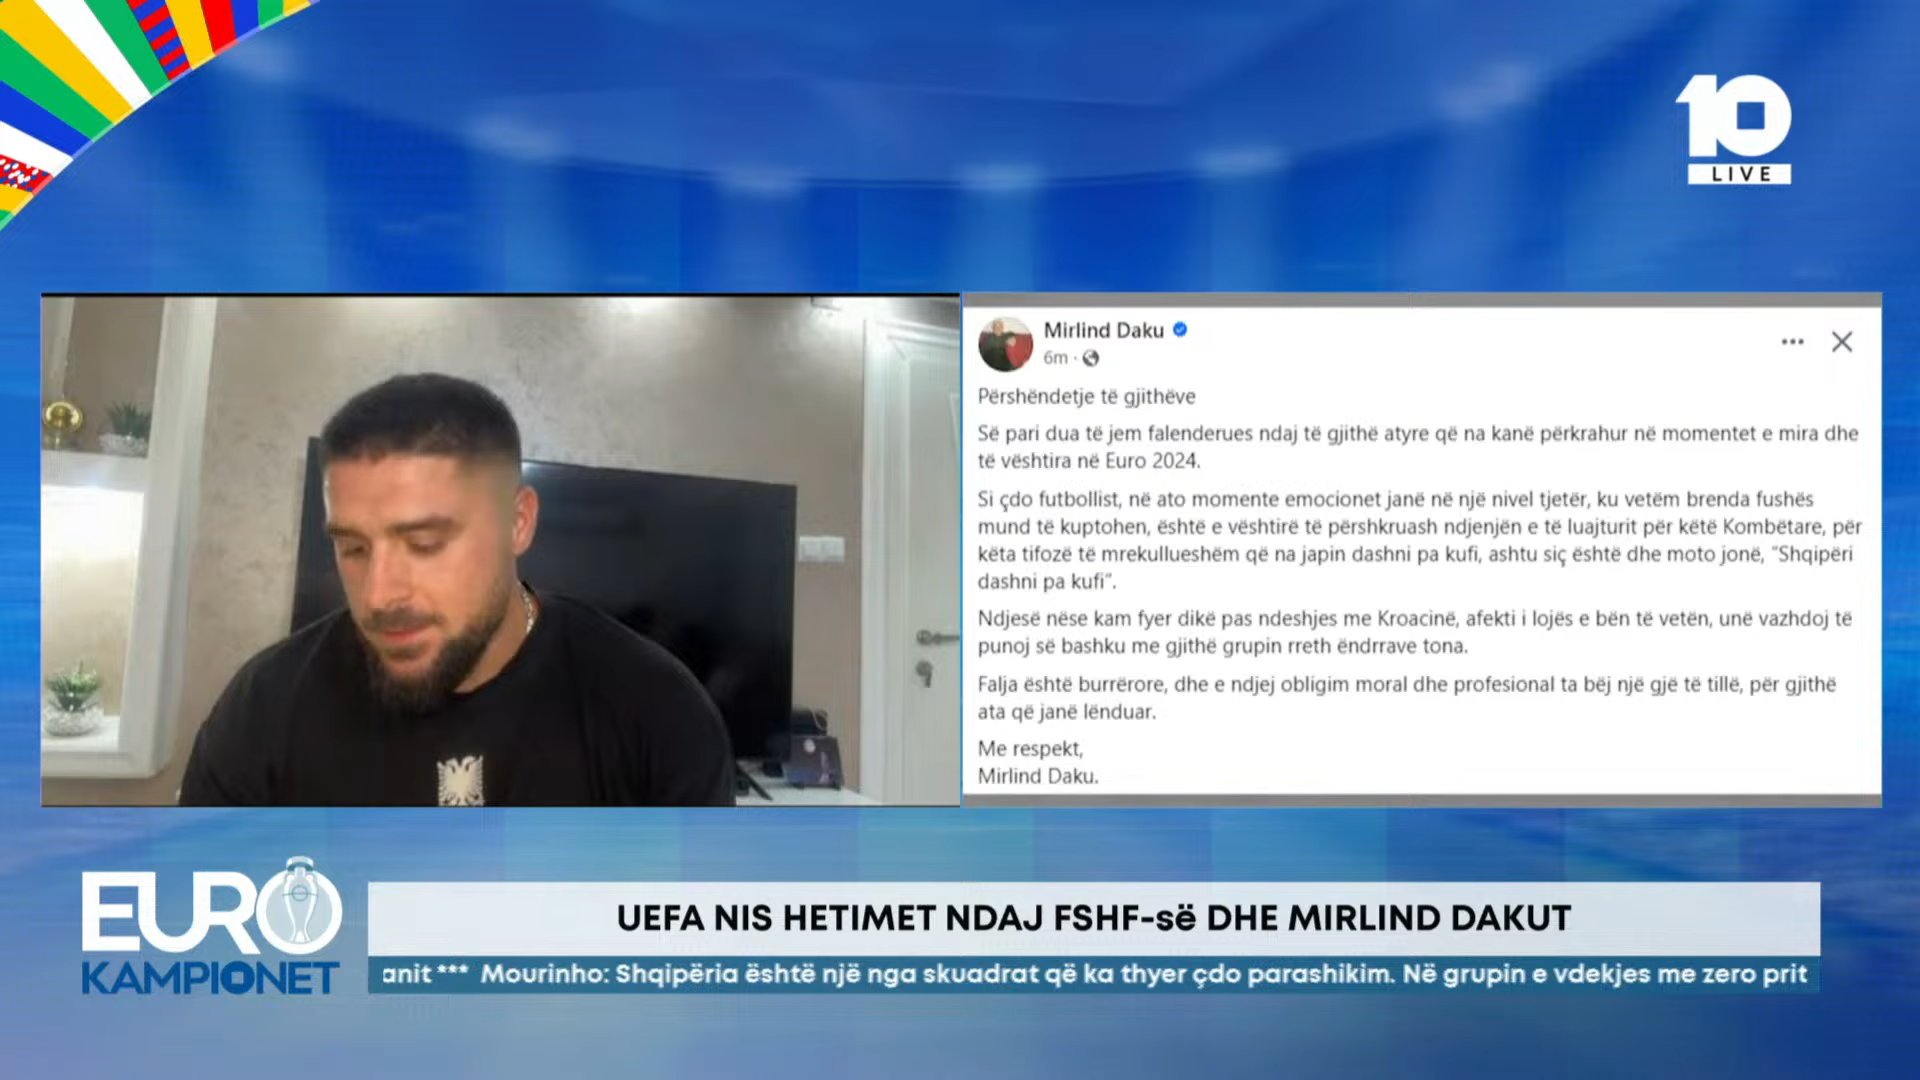 10
LIVE
Mirlind Daku
6m ·
Përshëndetje të gjithëve
Së pari dua të jem falenderues ndaj të gjithë atyre që na kanë përkrahur në momentet e mira dhe
të vështira në Euro 2024.
Si çdo futbollist, në ato momente emocionet janë në një nivel tjetër, ku vetëm brenda fushës
mund të kuptohen, është e vështirë të përshkruash ndjenjën e të luajturit për këtë Kombëtare, për
këta tifozë të mrekullueshëm që na japin dashni pa kufi, ashtu siç është dhe moto jonë, "Shqipëri
dashni pa kufi".
Ndjesë nëse kam fyer dikë pas ndeshjes me Kroacinë, afekti i lojës e bën të vetën, unë vazhdoj të
punoj së bashku me gjithë grupin rreth ëndrrave tona.
Falja është burrërore, dhe e ndjej obligim moral dhe profesional ta bëj një gjë të tillë, për gjithë
ata që janë lënduar.
Me respekt,
Mirlind Daku.
EURO
KAMPIONET
UEFA NIS HETIMET NDAJ FSHF-së DHE MIRLIND DAKUT
anit *** Mourinho: Shqipëria është një nga skuadrat që ka thyer çdo parashikim. Në grupin e vdekjes me zero prit